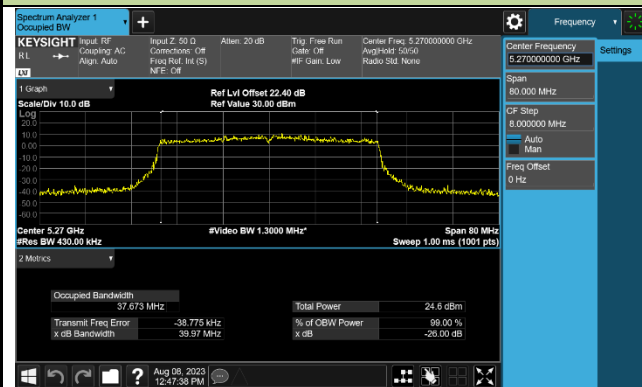 Spectrum Analyzer 1
Occupied BW
Frequency
KEYSIGHT
Input: RF
Coupling: AC
Align: Auto
Input Z: 50 Ω
Corrections: Off
Freq Ref: Int (S)
NFE: Off
Atten: 20 dB
Trig: Free Run
Gate: Off
#IF Gain: Low
Center Freq: 5.270000000 GHz
Avg|Hold: 50/50
Radio Std: None
RL
LXI
Center Frequency
5.270000000 GHz
Settings
Span
80.000 MHz
CF Step
8.000000 MHz
Auto
Man
Freq Offset
0 Hz
1 Graph
Scale/Div 10.0 dB
Ref Lvl Offset 22.40 dB
Ref Value 30.00 dBm
Log
20.0
10.0
0.00
-10.0
-20.0
-30.0
-40.0
-50.0
-60.0
Center 5.27 GHz
#Res BW 430.00 kHz
#Video BW 1.3000 MHz*
Span 80 MHz
Sweep 1.00 ms (1001 pts)
2 Metrics
Occupied Bandwidth
37.673 MHz
Total Power 24.6 dBm
Transmit Freq Error -38.775 kHz
% of OBW Power 99.00 %
x dB Bandwidth 39.97 MHz
x dB -26.00 dB
Aug 08, 2023
12:47:38 PM